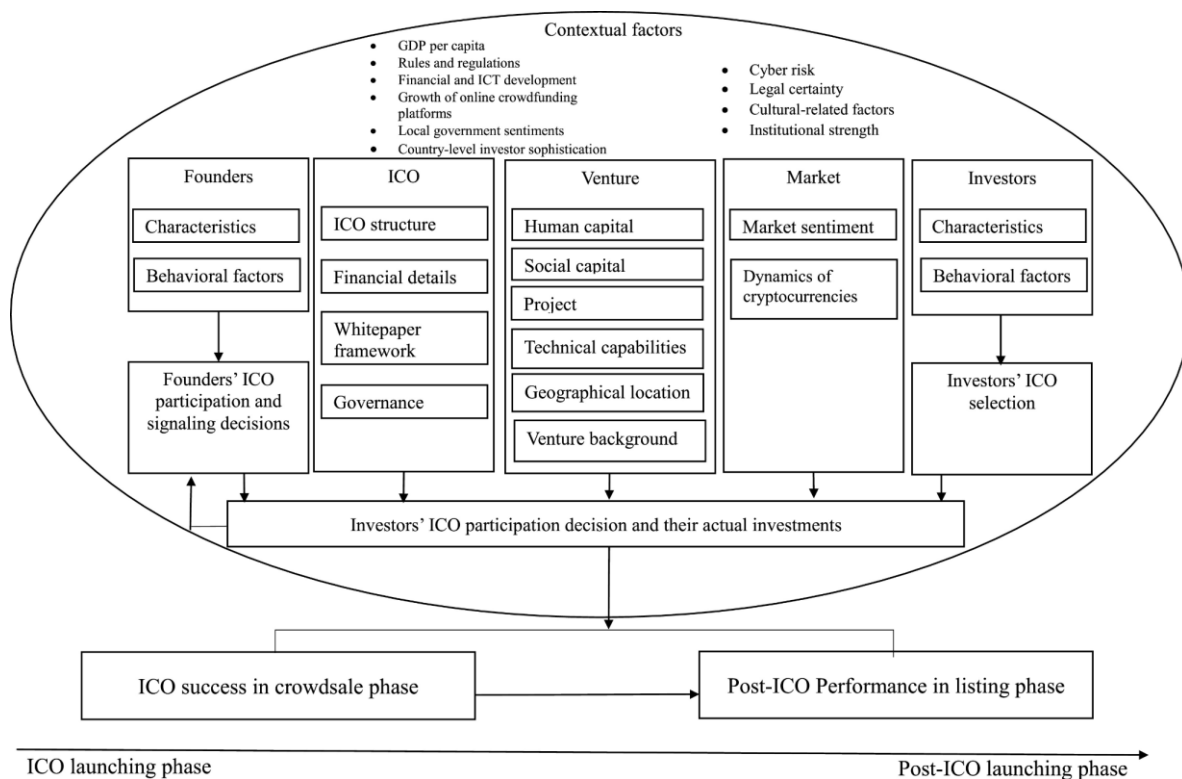 Contextual factors
• GDP per capita
• Rules and regulations
• Financial and ICT development
• Growth of online crowdfunding
platforms
• Local government sentiments
• Country-level investor sophistication
• Cyber risk
• Legal certainty
• Cultural-related factors
• Institutional strength
Founders
Characteristics
Behavioral factors
Founders’ ICO
participation and
signaling decisions
ICO
ICO structure
Financial details
Whitepaper
framework
Governance
Venture
Human capital
Social capital
Project
Technical capabilities
Geographical location
Venture background
Market
Market sentiment
Dynamics of
cryptocurrencies
Investors
Characteristics
Behavioral factors
Investors’ ICO
selection
Investors’ ICO participation decision and their actual investments
ICO success in crowdsale phase
Post-ICO Performance in listing phase
ICO launching phase
Post-ICO launching phase